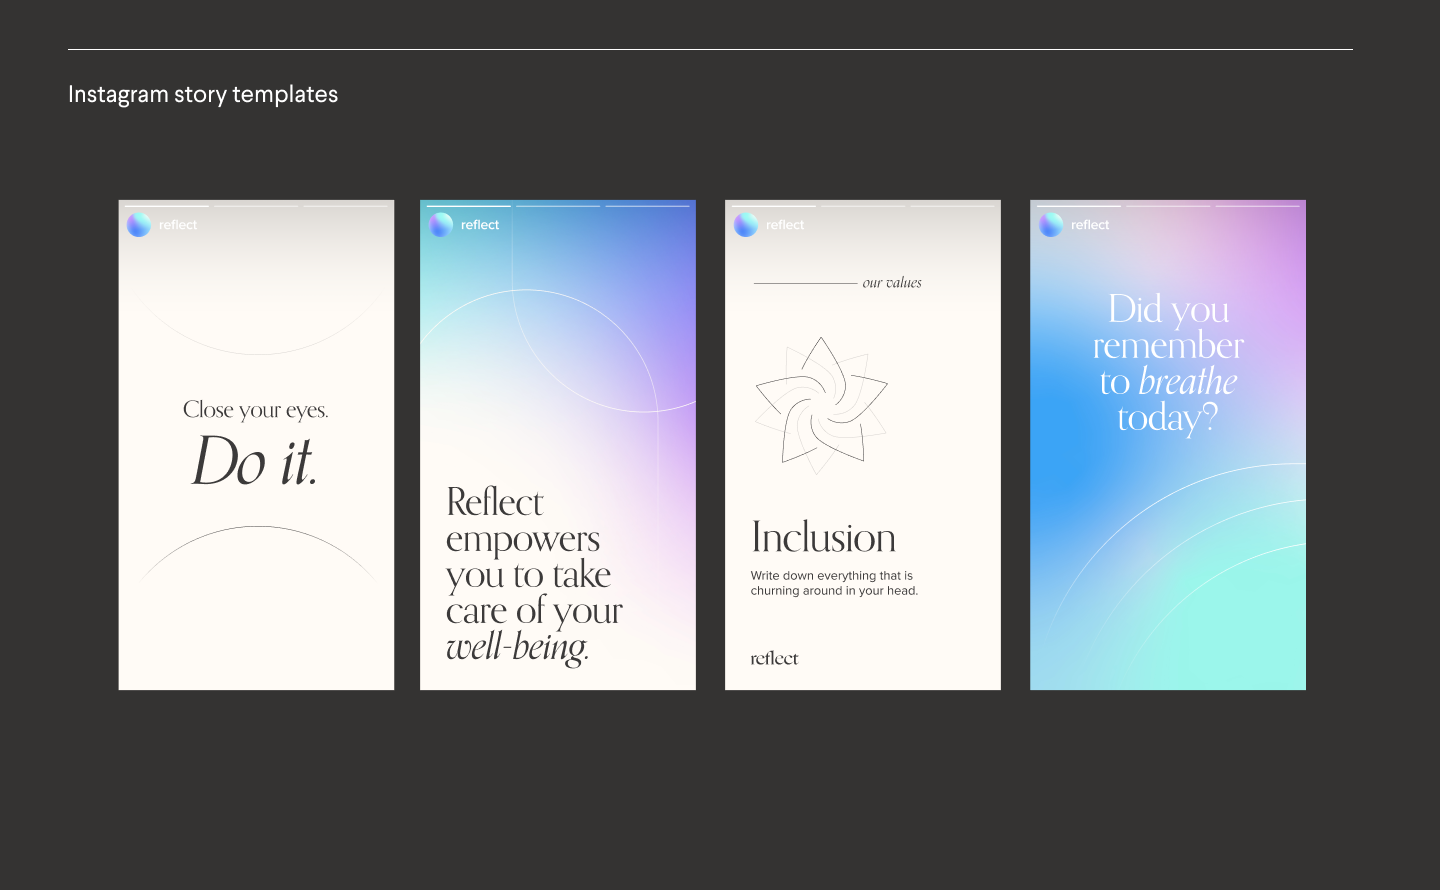 Instagram story templates
reflect
Close your eyes.
Do it.
reflect
Reflect
empowers
you to take
care of your
well-being.
reflect
our values
Inclusion
Write down everything that is
churning around in your head.
reflect
reflect
Did you
remember
to breathe
today?